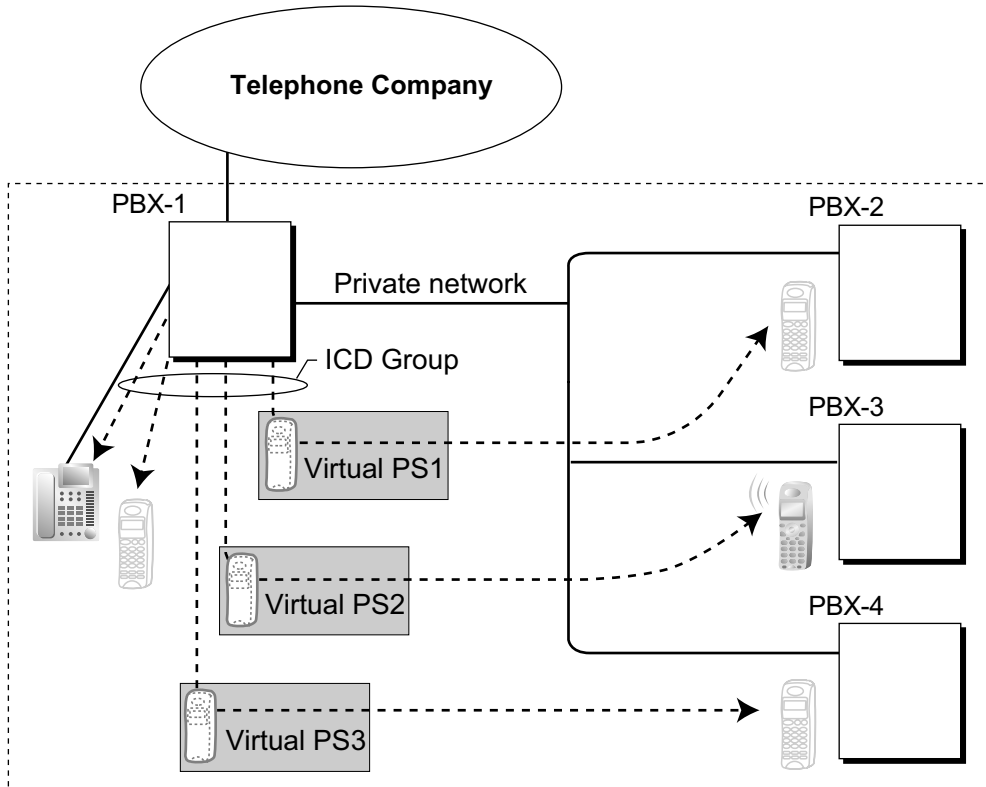 Telephone Company
PBX-1
PBX-2
Private network
ICD Group
PBX-3
Virtual PS1
Virtual PS2
PBX-4
Virtual PS3